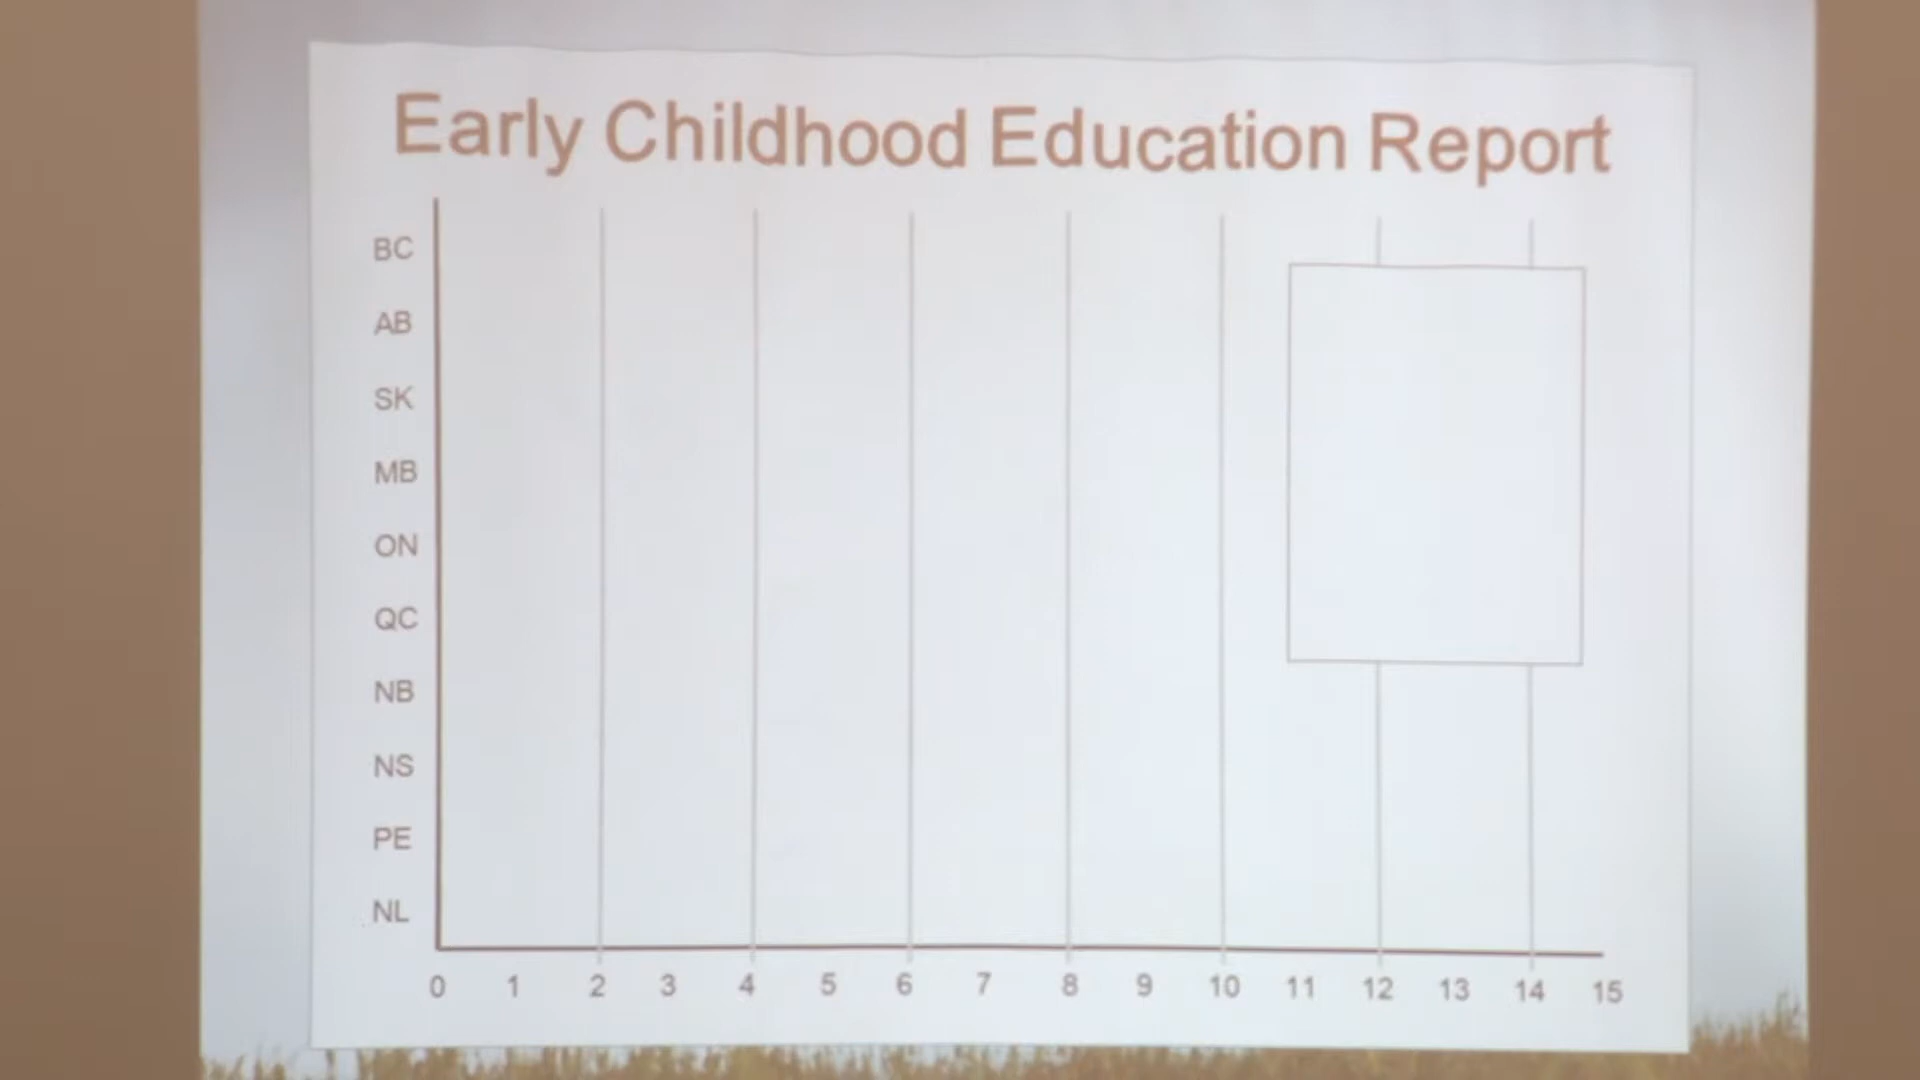 Early Childhood Education Report
BC
AB
SK
MB
ON
QC
NB
NS
PE
NL
0 1 2 3 4 5 6 7 8 9 10 11 12 13 14 15